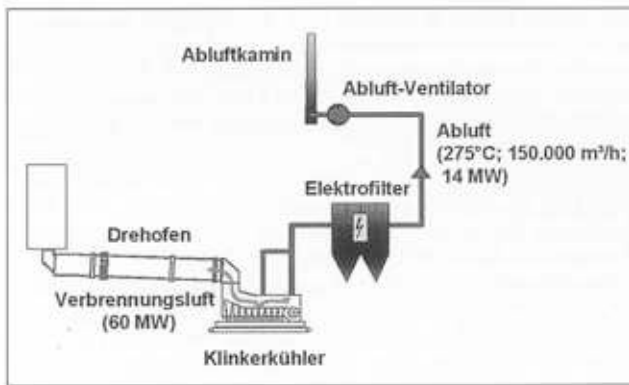 Abluftkamin
Abluft-Ventilator
Abluft
(275°C; 150.000 m³/h;
14 MW)
Elektrofilter
Drehofen
Verbrennungsluft
(60 MW)
Klinkerkühler